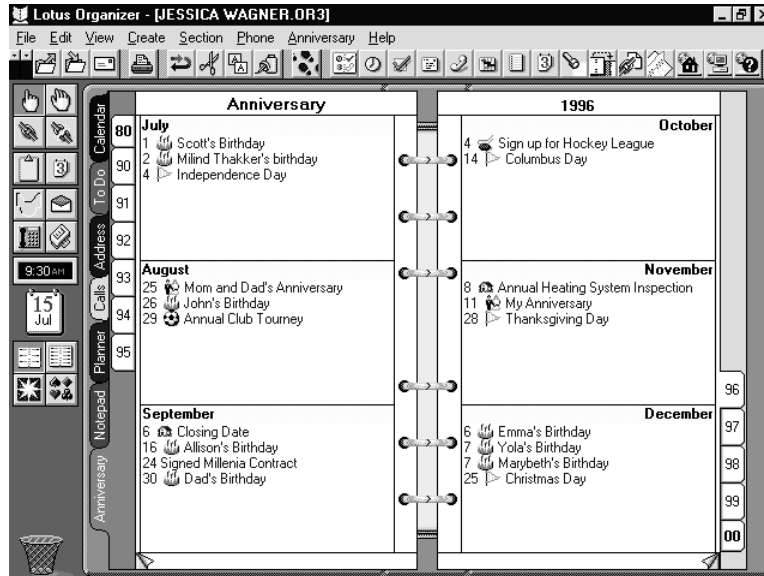 Lotus Organizer - [JESSICA WAGNER.OR3]
File Edit View Create Section Phone Anniversary Help
Calendar
To Do
Address
Calls
Planner
Notepad
Anniversary
80
90
91
92
93
94
95
9:30AM
15
Jul
Anniversary
July
1 Scott's Birthday
2 Milind Thakker's birthday
4 Independence Day
August
25 Mom and Dad's Anniversary
26 John's Birthday
29 Annual Club Tourney
September
6 Closing Date
16 Allison's Birthday
24 Signed Millenia Contract
30 Dad's Birthday
1996
October
4 Sign up for Hockey League
14 Columbus Day
November
8 Annual Heating System Inspection
11 My Anniversary
28 Thanksgiving Day
December
6 Emma's Birthday
7 Yola's Birthday
7 Marybeth's Birthday
25 Christmas Day
96
97
98
99
00